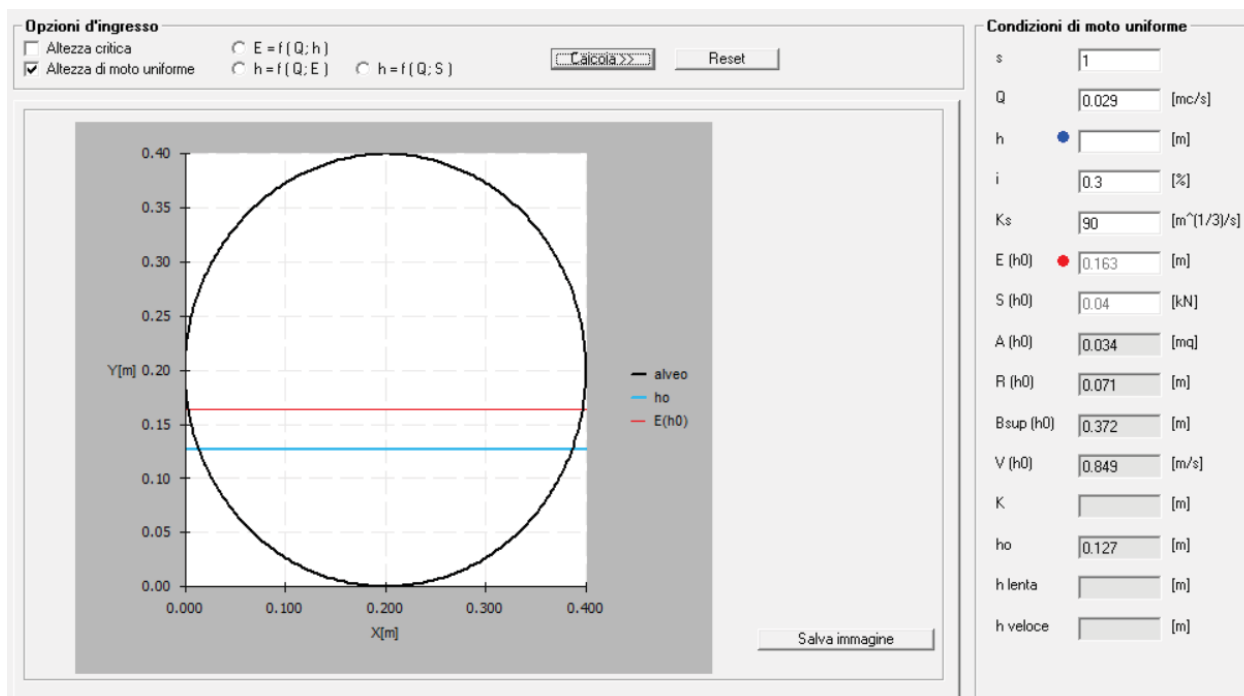 Opzioni d'ingresso
Altezza critica
E = f ( Q ; h )
Altezza di moto uniforme
h = f ( Q ; E )
h = f ( Q ; S )
Calcola >>
Reset
0.40
0.35
0.30
0.25
Y[m] 0.20
0.15
0.10
0.05
0.00
0.000 0.100 0.200 0.300 0.400
X[m]
alveo
ho
E(h0)
Salva immagine
Condizioni di moto uniforme
s 1
Q 0.029 [mc/s]
h [m]
i 0.3 [%]
Ks 90 [m^(1/3)/s]
E (h0) 0.163 [m]
S (h0) 0.04 [kN]
A (h0) 0.034 [mq]
R (h0) 0.071 [m]
Bsup (h0) 0.372 [m]
V (h0) 0.849 [m/s]
K [m]
ho 0.127 [m]
h lenta [m]
h veloce [m]